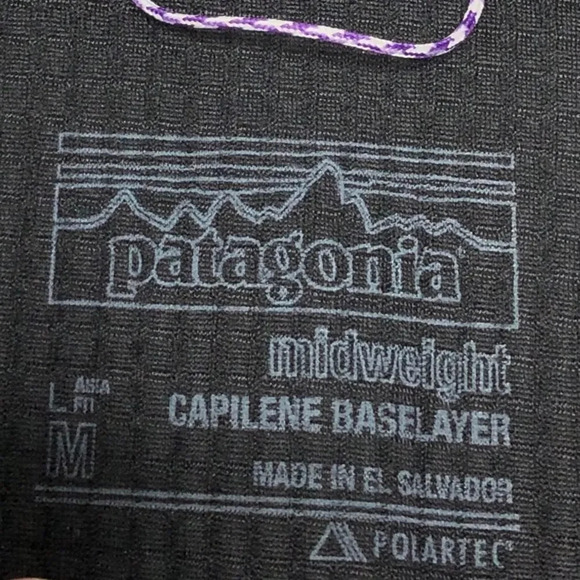 patagonia
midweight
L ASIA FIT
CAPILENE BASELAYER
M
MADE IN EL SALVADOR
POLARTEC®